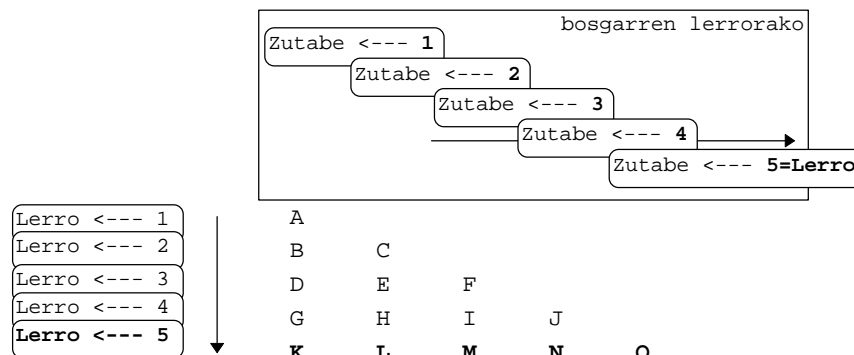 bosgarren lerrorako
Zutabe <--- 1
Zutabe <--- 2
Zutabe <--- 3
Zutabe <--- 4
Zutabe <--- 5=Lerro
Lerro <--- 1 A
Lerro <--- 2 B C
Lerro <--- 3 D E F
Lerro <--- 4 G H I J
Lerro <--- 5 K L M N O